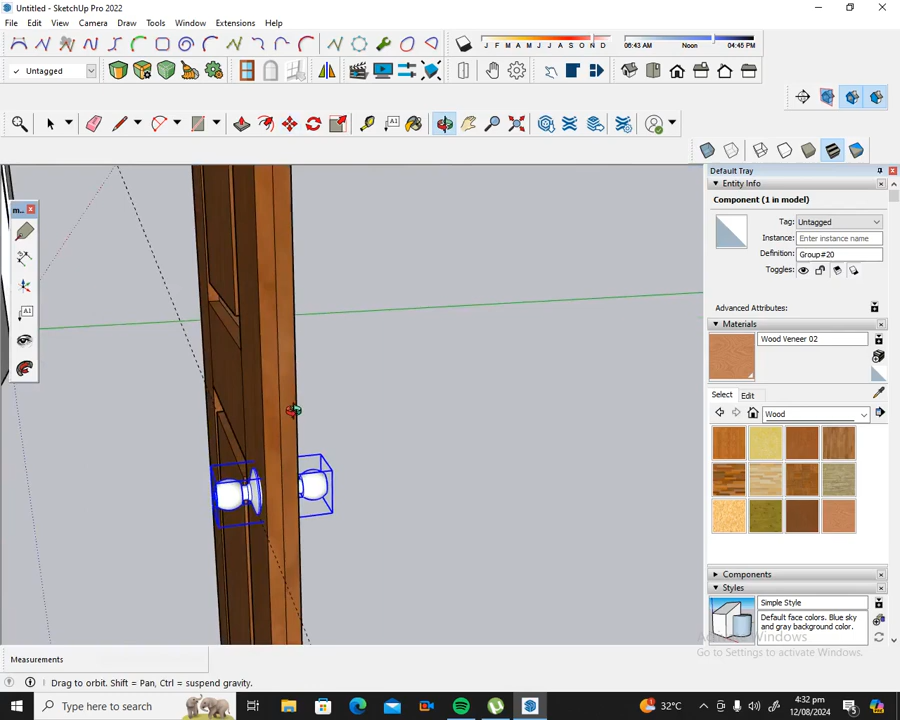 Untitled - SketchUp Pro 2022
File Edit View Camera Draw Tools Window Extensions Help
J F M A M J J A S O N D
06:43 AM Noon 04:45 PM
Untagged
Default Tray
m...
Entity Info
Component (1 in model)
Tag: Untagged
Instance: Enter instance name
Definition: Group#20
Toggles:
Advanced Attributes:
Materials
Wood Veneer 02
Select Edit
Wood
Components
Styles
Simple Style
Default face colors. Blue sky
and gray background color.
Activate Windows
Go to Settings to activate Windows.
Measurements
Drag to orbit. Shift = Pan, Ctrl = suspend gravity.
Type here to search
32°C
4:32 pm
12/08/2024
5